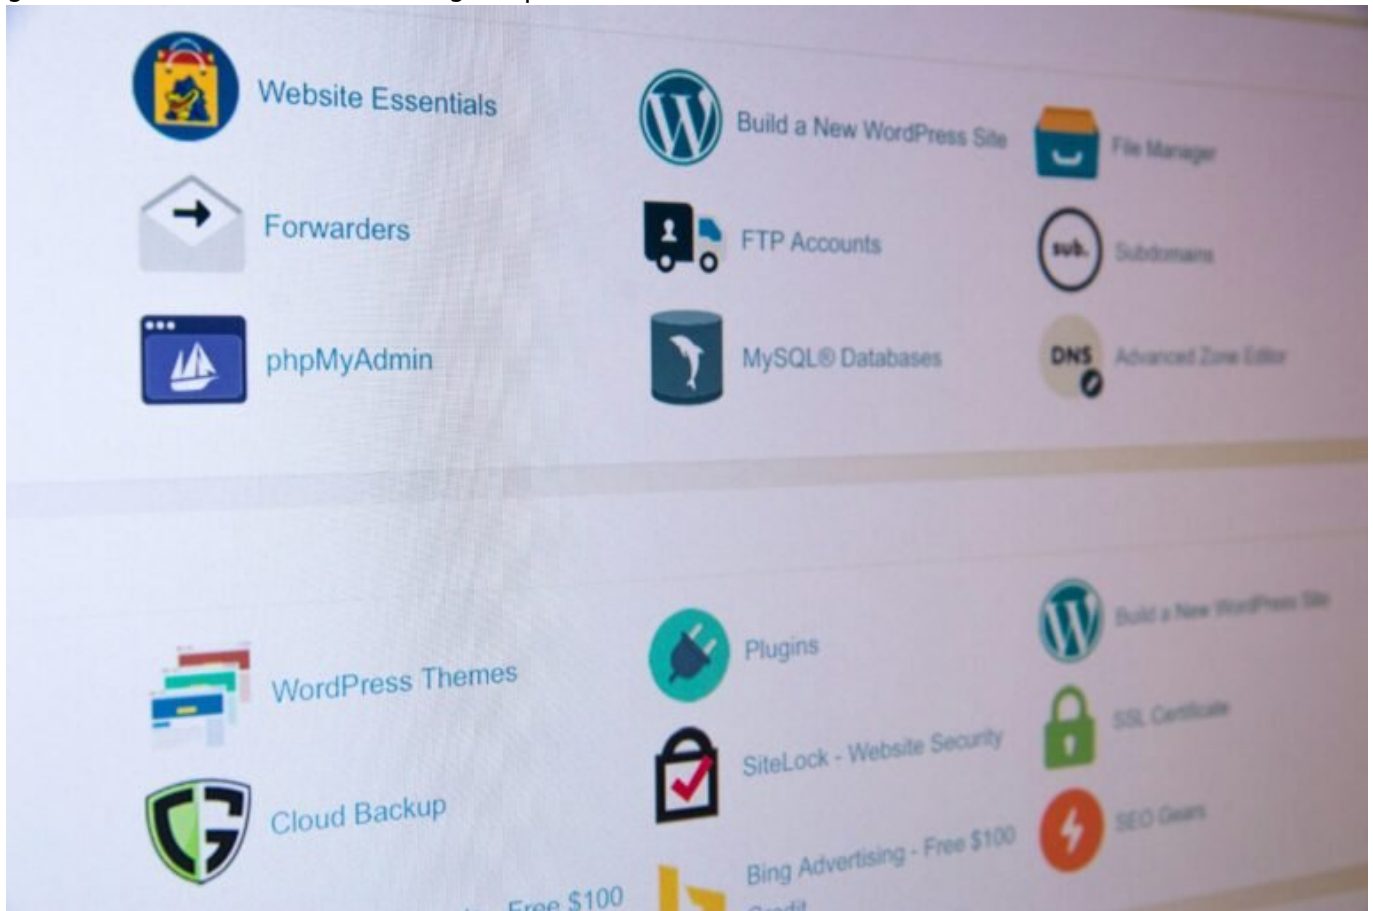 Website Essentials
Build a New WordPress Site
File Manager
Forwarders
FTP Accounts
sub.
Subdomains
phpMyAdmin
MySQL® Databases
DNS
Advanced Zone Editor
WordPress Themes
Plugins
Build a New WordPress Site
Cloud Backup
SiteLock - Website Security
SSL Certificate
Free $100
Bing Advertising - Free $100
Credit
SEO Gears